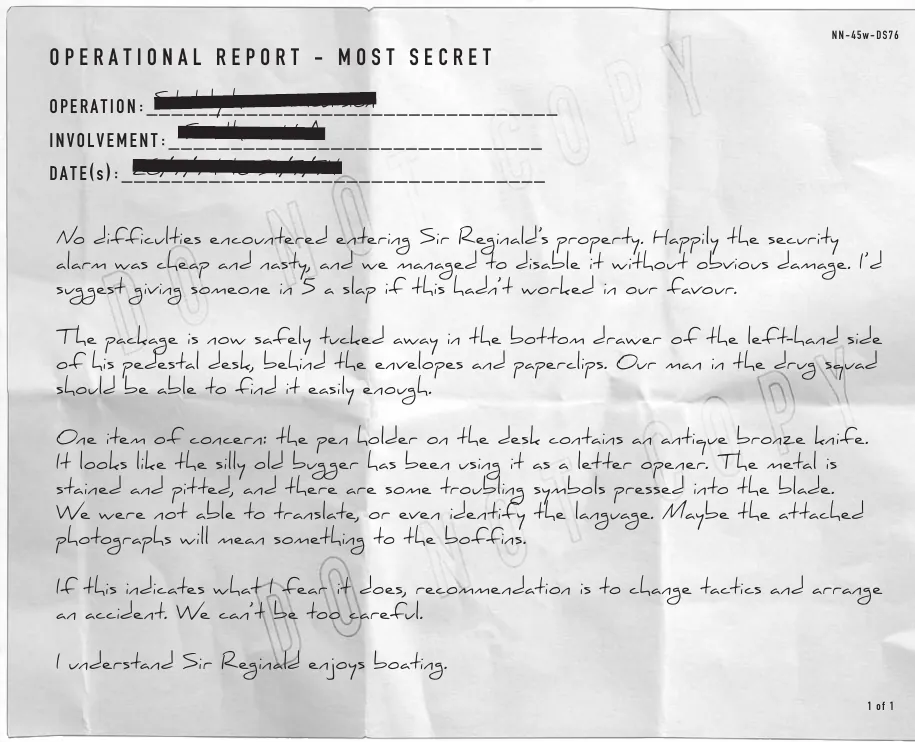 NN-45w-DS76
OPERATIONAL REPORT - MOST SECRET
OPERATION:
INVOLVEMENT:
DATE(s):
DO NOT COPY
No difficulties encountered entering Sir Reginald's property. Happily the security
alarm was cheap and nasty, and we managed to disable it without obvious damage. I'd
suggest giving someone in 5 a slap if this hadn't worked in our favour.
The package is now safely tucked away in the bottom drawer of the left-hand side
of his pedestal desk, behind the envelopes and paperclips. Our man in the drug squad
should be able to find it easily enough.
One item of concern: the pen holder on the desk contains an antique bronze knife.
It looks like the silly old bugger has been using it as a letter opener. The metal is
stained and pitted, and there are some troubling symbols pressed into the blade.
We were not able to translate, or even identify the language. Maybe the attached
photographs will mean something to the boffins.
DO NOT COPY
If this indicates what I fear it does, recommendation is to change tactics and arrange
an accident. We can't be too careful.
I understand Sir Reginald enjoys boating.
1 of 1